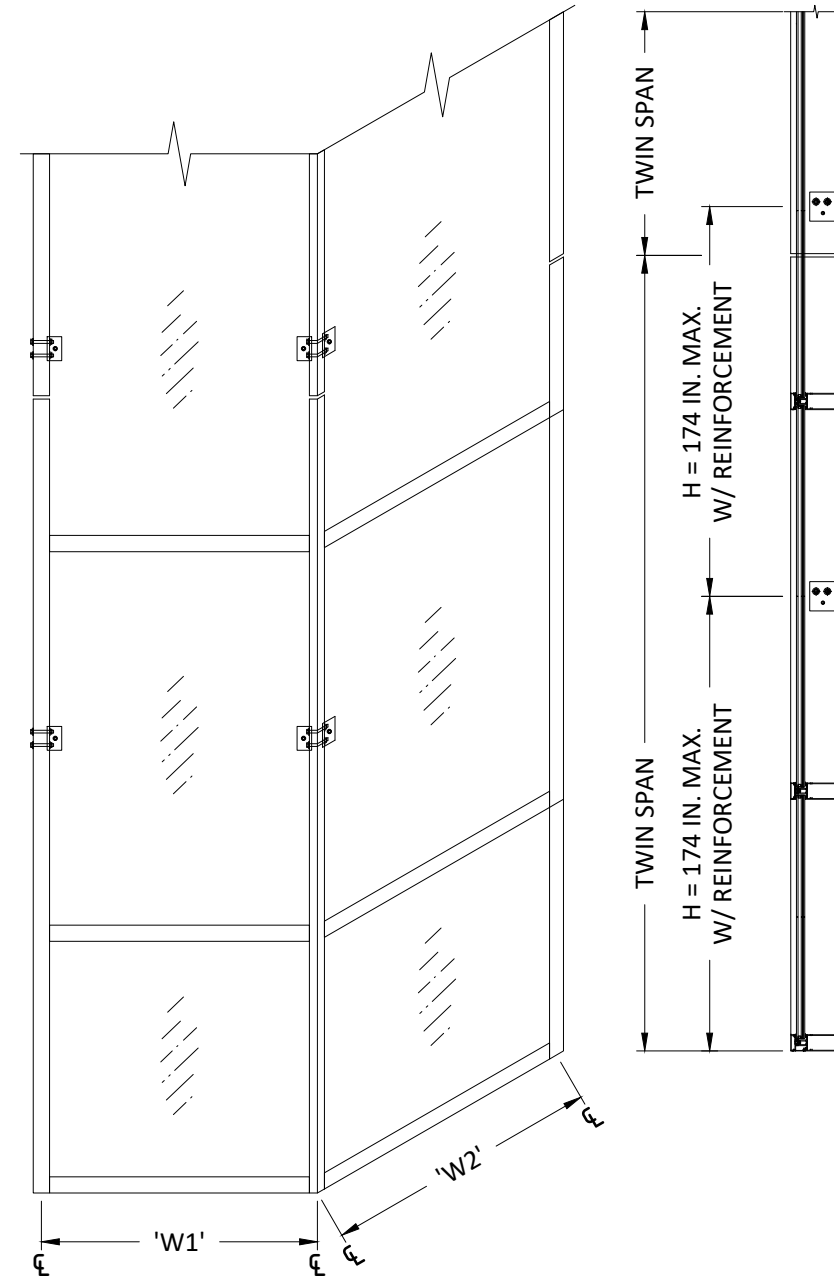 TWIN SPAN
H = 174 IN. MAX.
W/ REINFORCEMENT
TWIN SPAN
H = 174 IN. MAX.
W/ REINFORCEMENT
'W1'
'W2'
℄
℄
℄
℄